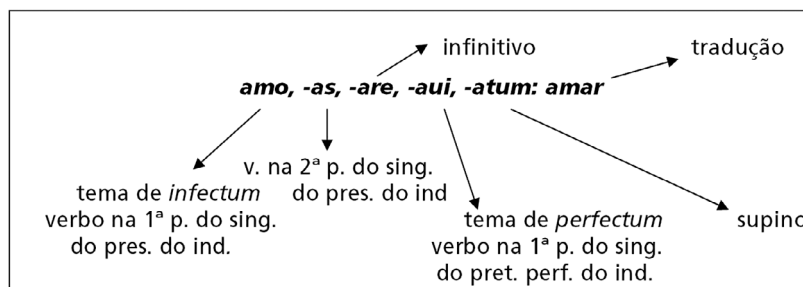 infinitivo
tradução
amo, -as, -are, -aui, -atum: amar
v. na 2ª p. do sing.
do pres. do ind
tema de infectum
verbo na 1ª p. do sing.
do pres. do ind.
tema de perfectum
verbo na 1ª p. do sing.
do pret. perf. do ind.
supino